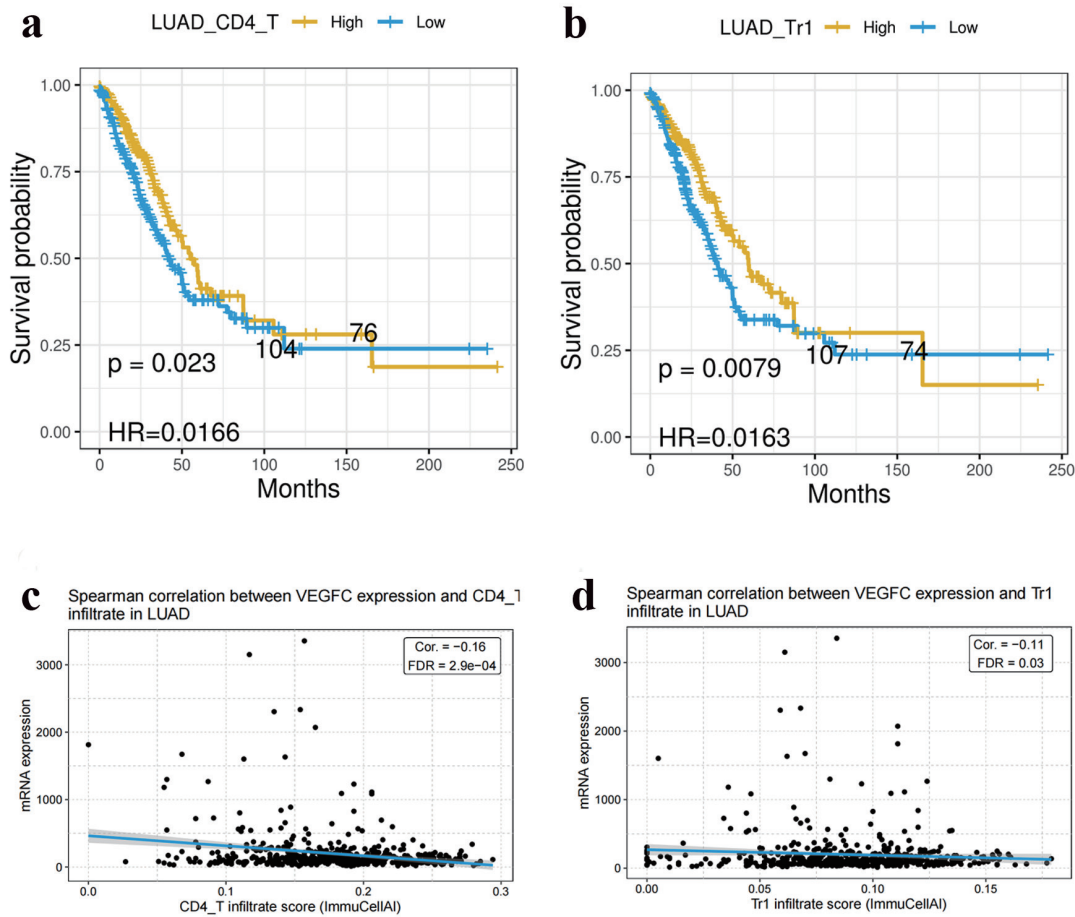 a
LUAD_CD4_T High Low
Survival probability
1.00
0.75
0.50
0.25
0.00
p = 0.023
104
76
HR=0.0166
0 50 100 150 200 250
Months
b
LUAD_Tr1 High Low
Survival probability
1.00
0.75
0.50
0.25
0.00
p = 0.0079
107
74
HR=0.0163
0 50 100 150 200 250
Months
c
Spearman correlation between VEGFC expression and CD4_T
infiltrate in LUAD
Cor. = −0.16
FDR = 2.9e−04
mRNA expression
3000
2000
1000
0
0.0 0.1 0.2 0.3
CD4_T infiltrate score (ImmuCellAI)
d
Spearman correlation between VEGFC expression and Tr1
infiltrate in LUAD
Cor. = −0.11
FDR = 0.03
mRNA expression
3000
2000
1000
0
0.00 0.05 0.10 0.15
Tr1 infiltrate score (ImmuCellAI)